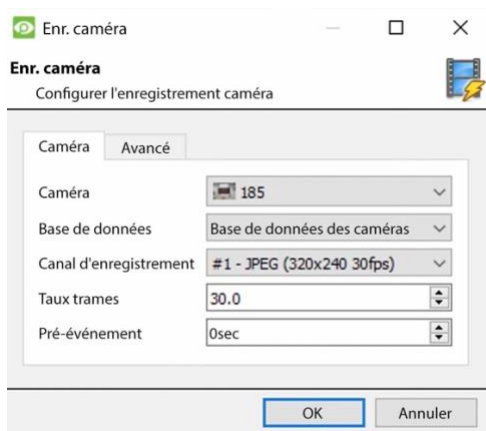 Enr. caméra
Enr. caméra
Configurer l'enregistrement caméra
Caméra
Avancé
Caméra
185
Base de données
Base de données des caméras
Canal d'enregistrement
#1 - JPEG (320x240 30fps)
Taux trames
30.0
Pré-événement
0sec
OK
Annuler